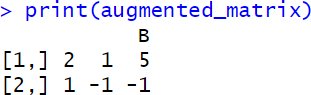 > print(augmented_matrix)
           B
[1,] 2  1  5
[2,] 1 -1 -1